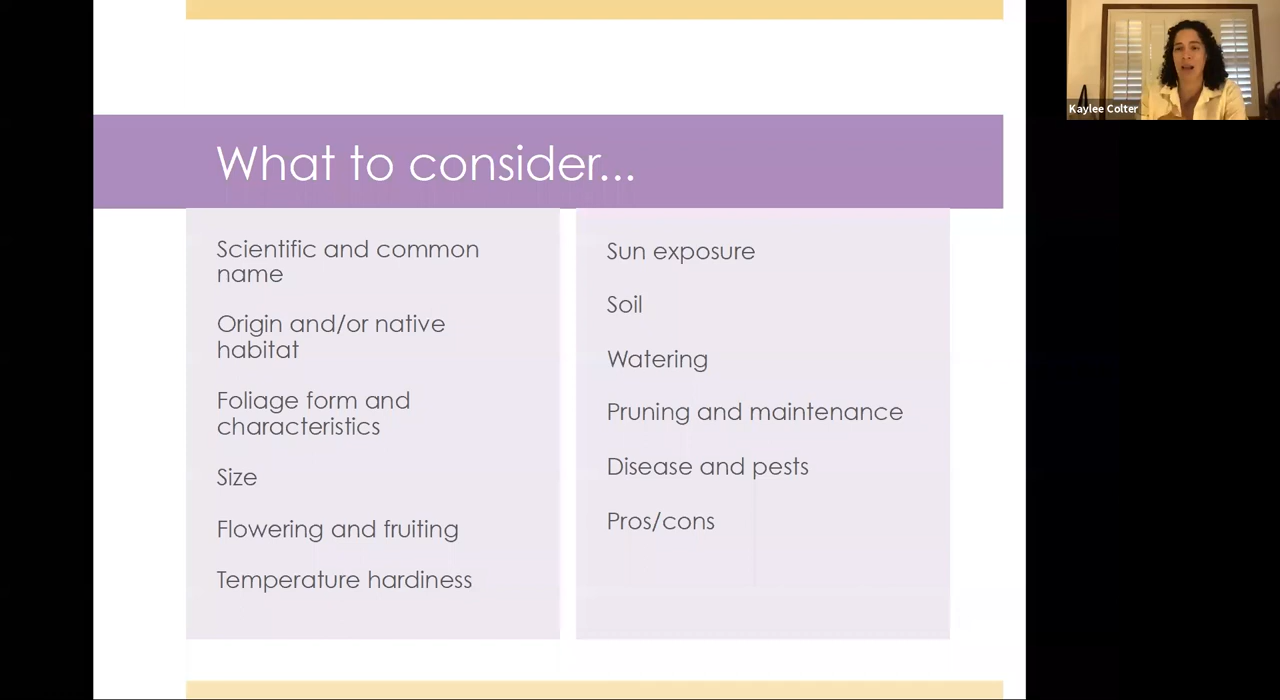 What to consider...
Scientific and common
name
Origin and/or native
habitat
Foliage form and
characteristics
Size
Flowering and fruiting
Temperature hardiness
Sun exposure
Soil
Watering
Pruning and maintenance
Disease and pests
Pros/cons
Kaylee Colter